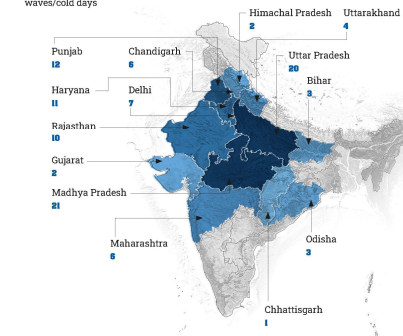 waves/cold days
Himachal Pradesh
2
Uttarakhand
4
Punjab
12
Chandigarh
6
Uttar Pradesh
20
Haryana
11
Delhi
7
Bihar
3
Rajasthan
10
Gujarat
2
Madhya Pradesh
21
Maharashtra
6
Odisha
3
Chhattisgarh
1